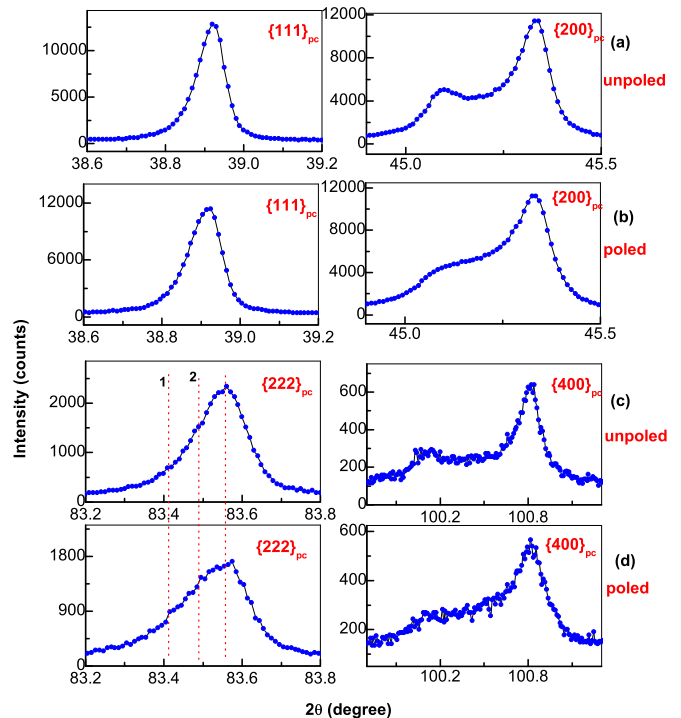 {111}pc
15000
10000
5000
0
38.6 38.8 39.0 39.2
{200}pc
12000
8000
4000
0
45.0 45.5
(a)
unpoled
{111}pc
12000
6000
0
38.6 38.8 39.0 39.2
{200}pc
12000
8000
4000
0
45.0 45.5
(b)
poled
Intensity (counts)
1 2
{222}pc
2000
1000
0
83.2 83.4 83.6 83.8
{400}pc
600
400
200
0
100.2 100.8
(c)
unpoled
{222}pc
1800
900
0
83.2 83.4 83.6 83.8
{400}pc
600
400
200
100.2 100.8
(d)
poled
2θ (degree)